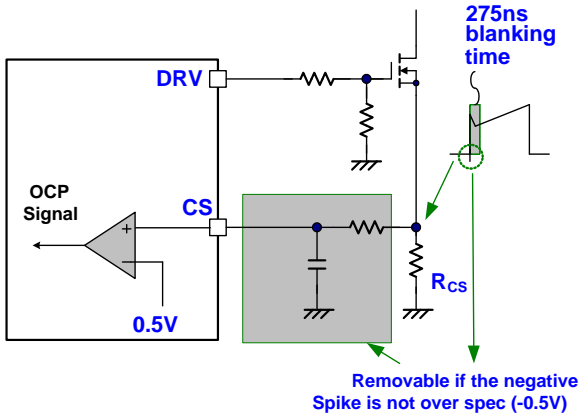 275ns
blanking
time
DRV
OCP
Signal
CS
+
−
0.5V
RCS
Removable if the negative
Spike is not over spec (-0.5V)